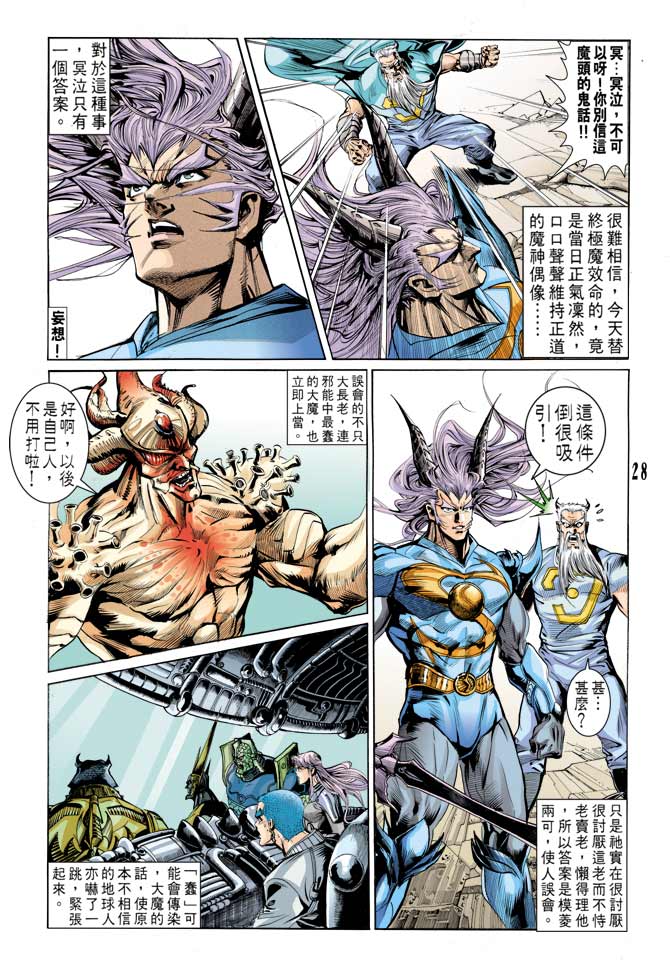 冥…冥泣，不可
以呀！你別信這
魔頭的鬼話!!
很難相信，今天替
終極魔效命的，竟
是當日正氣凜然，
口口聲聲維持正道
的魔神偶像……
對於這種事
，冥泣只有
一個答案。
妄想！
這條件
倒很吸
引！
甚…
甚麼？
只是祂實在很討厭
很討厭這老而不恃
老賣老，懶得理他
，所以答案是模菱
兩可，使人誤會。
誤會的不只
大長老，連
邪能中最蠢
的大魔，也
立即上當。
好啊，以後
是自己人，
不用打啦！
「蠢」可
能會傳染
，大魔的
話，使原
本不相信
的地球人
亦嚇了一
跳，緊張
起來。
28